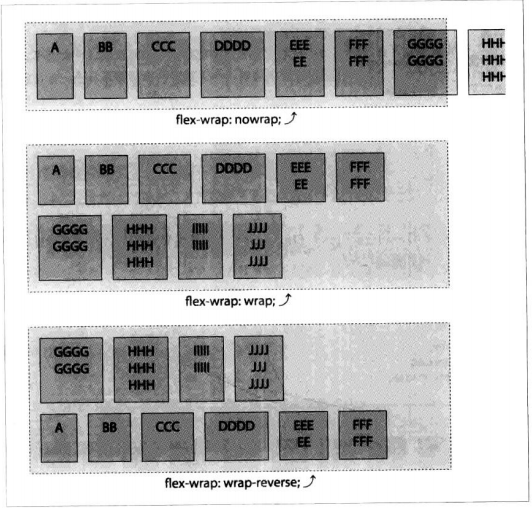 A BB CCC DDDD EEE FFF GGGG HHH
EE FFF GGGG HHH
HHH
flex-wrap: nowrap;
A BB CCC DDDD EEE FFF
EE FFF
GGGG HHH IIIII JJJJ
GGGG HHH IIIII JJJ
HHH JJJJ
flex-wrap: wrap;
GGGG HHH IIIII JJJJ
GGGG HHH IIIII JJJ
HHH JJJJ
A BB CCC DDDD EEE FFF
EE FFF
flex-wrap: wrap-reverse;